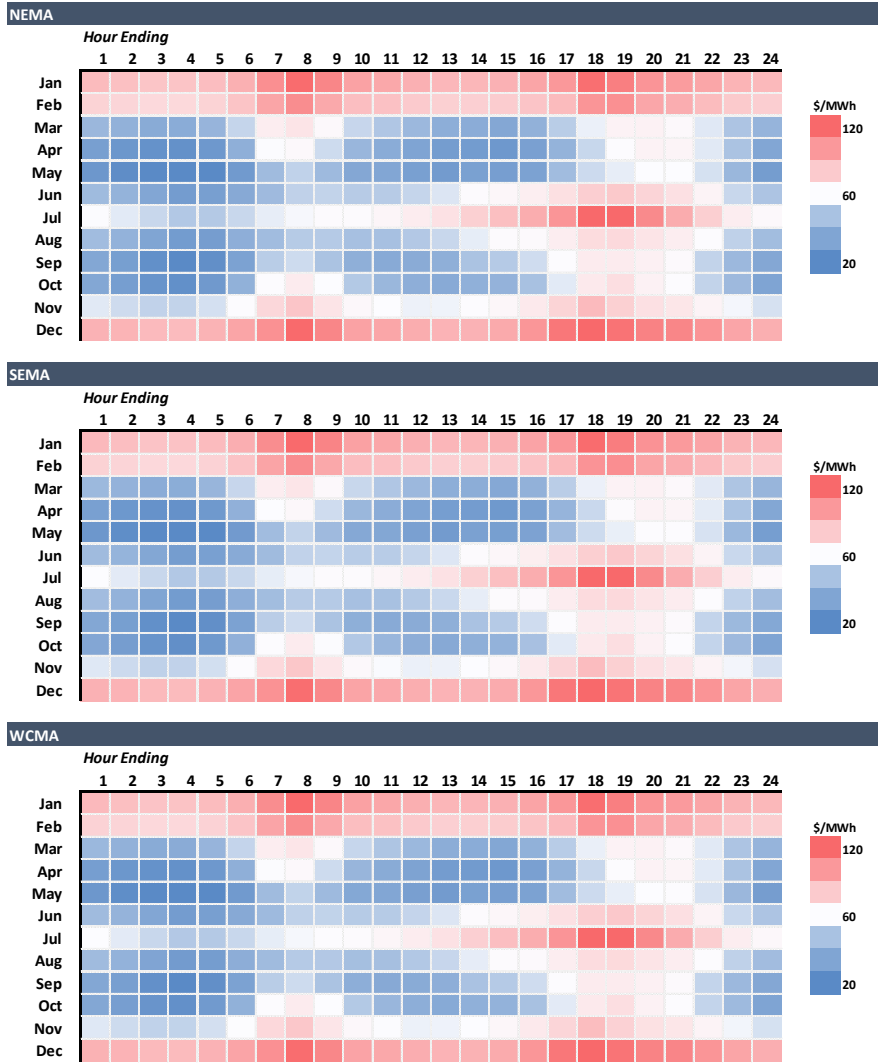 NEMA
Hour Ending
1 2 3 4 5 6 7 8 9 10 11 12 13 14 15 16 17 18 19 20 21 22 23 24
Jan
Feb
$/MWh
Mar
120
Apr
May
Jun
60
Jul
Aug
Sep
20
Oct
Nov
Dec
SEMA
Hour Ending
1 2 3 4 5 6 7 8 9 10 11 12 13 14 15 16 17 18 19 20 21 22 23 24
Jan
Feb
$/MWh
Mar
120
Apr
May
Jun
60
Jul
Aug
Sep
20
Oct
Nov
Dec
WCMA
Hour Ending
1 2 3 4 5 6 7 8 9 10 11 12 13 14 15 16 17 18 19 20 21 22 23 24
Jan
Feb
$/MWh
Mar
120
Apr
May
Jun
60
Jul
Aug
Sep
20
Oct
Nov
Dec